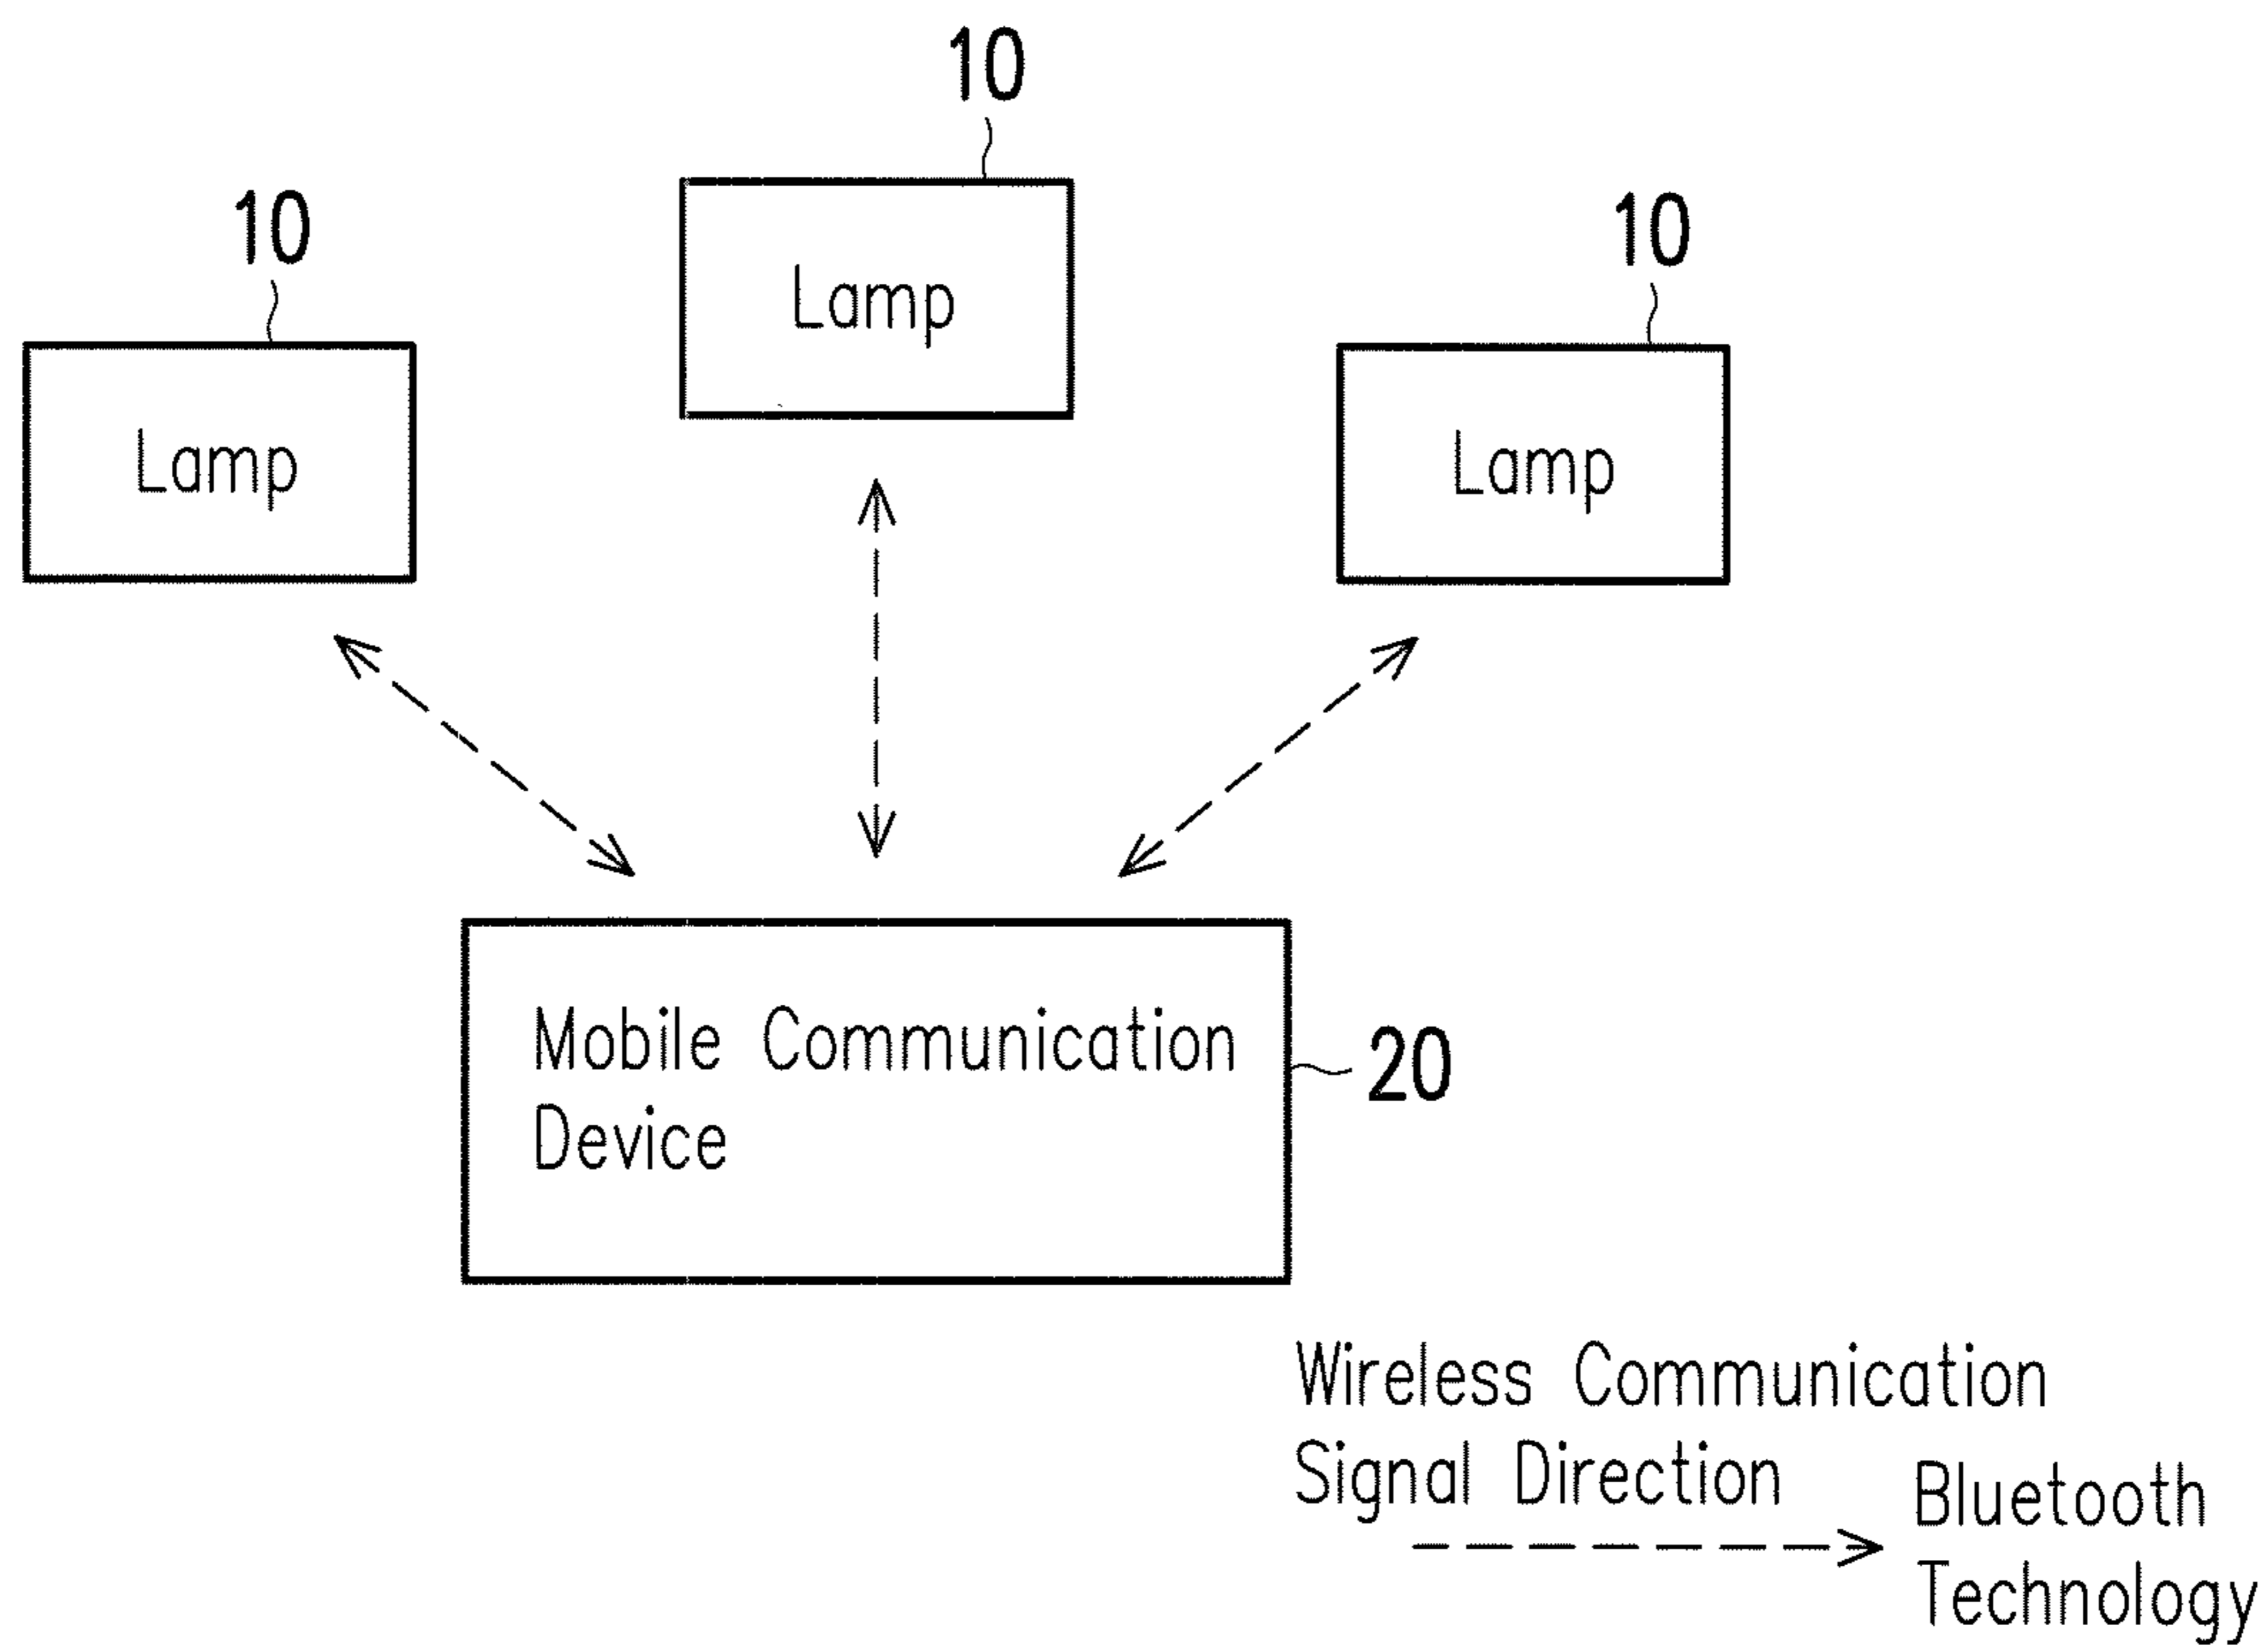 10
10
10
Lamp
Lamp
Lamp
Mobile Communication
Device
20
Wireless Communication
Signal Direction
Bluetooth
Technology